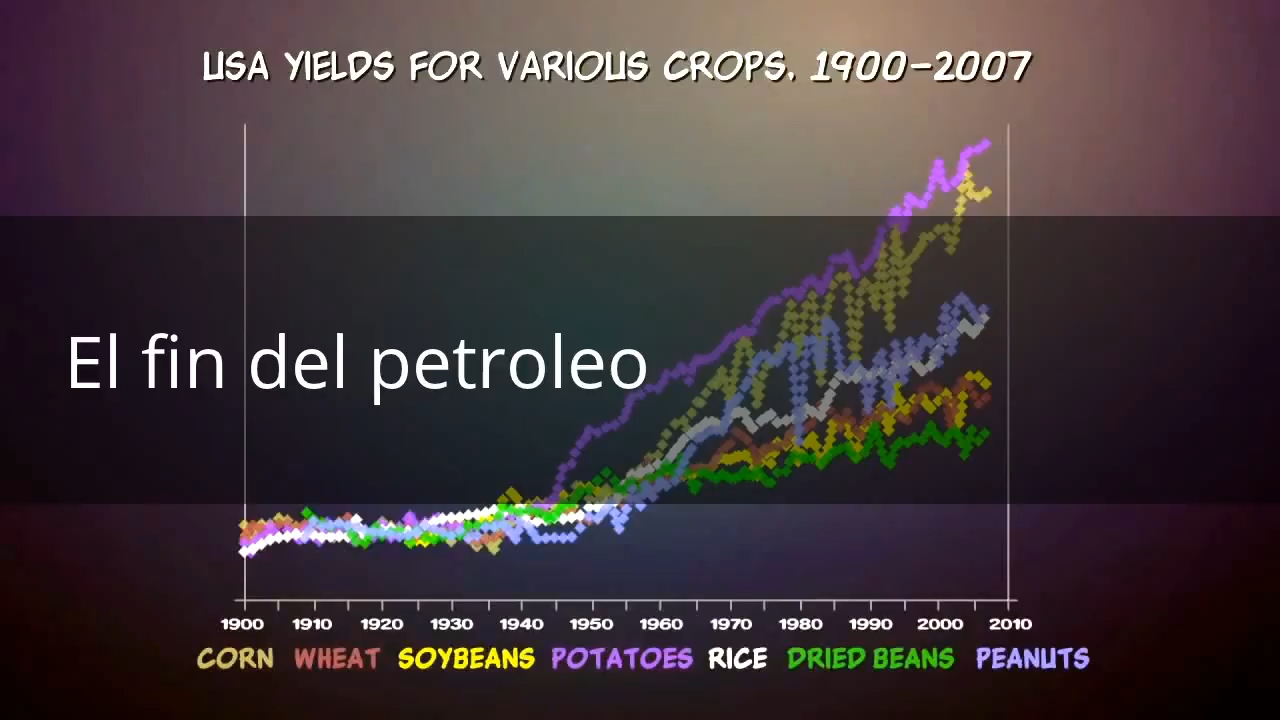 USA YIELDS FOR VARIOUS CROPS, 1900-2007
El fin del petroleo
1900 1910 1920 1930 1940 1950 1960 1970 1980 1990 2000 2010
CORN WHEAT SOYBEANS POTATOES RICE DRIED BEANS PEANUTS